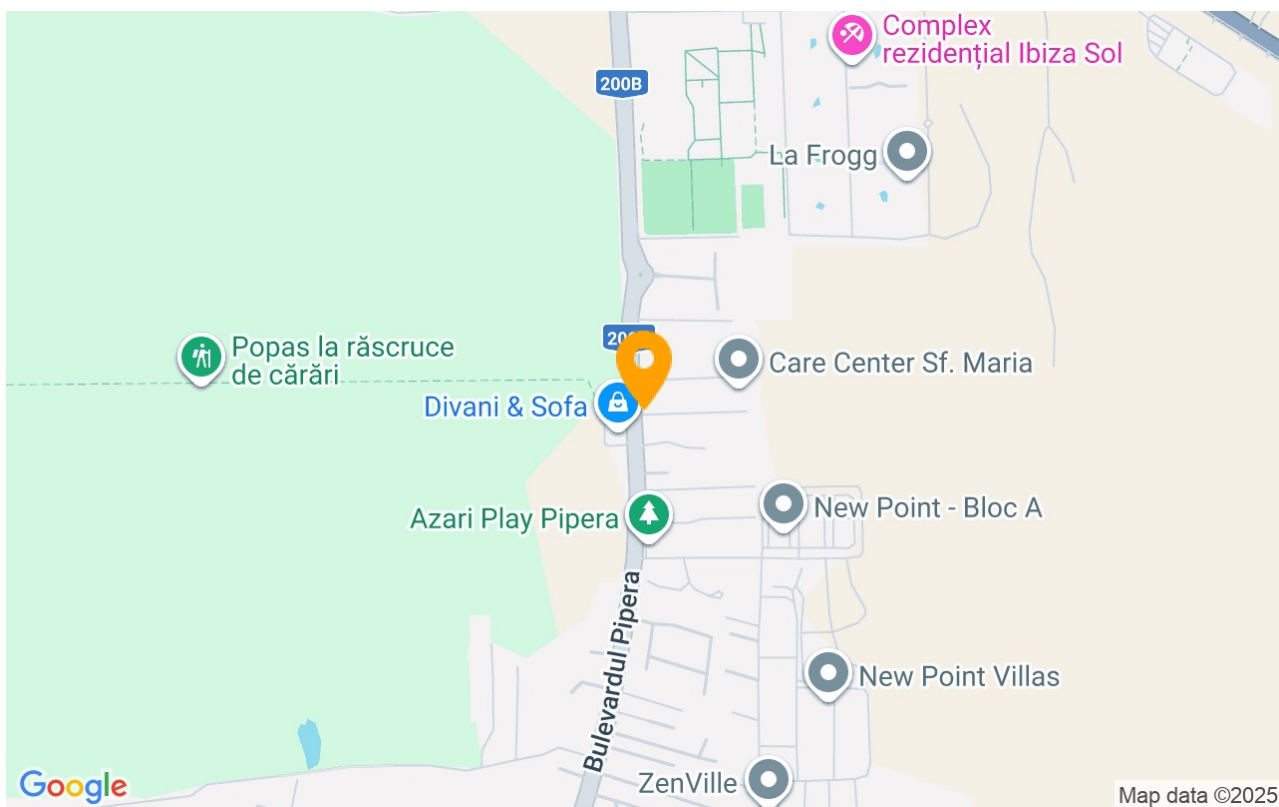 Complex
rezidențial Ibiza Sol
200B
La Frogg
Popas la răscruce
de cărări
Care Center Sf. Maria
Divani & Sofa
New Point - Bloc A
Azari Play Pipera
Bulevardul Pipera
New Point Villas
ZenVille
Google
Map data ©2025